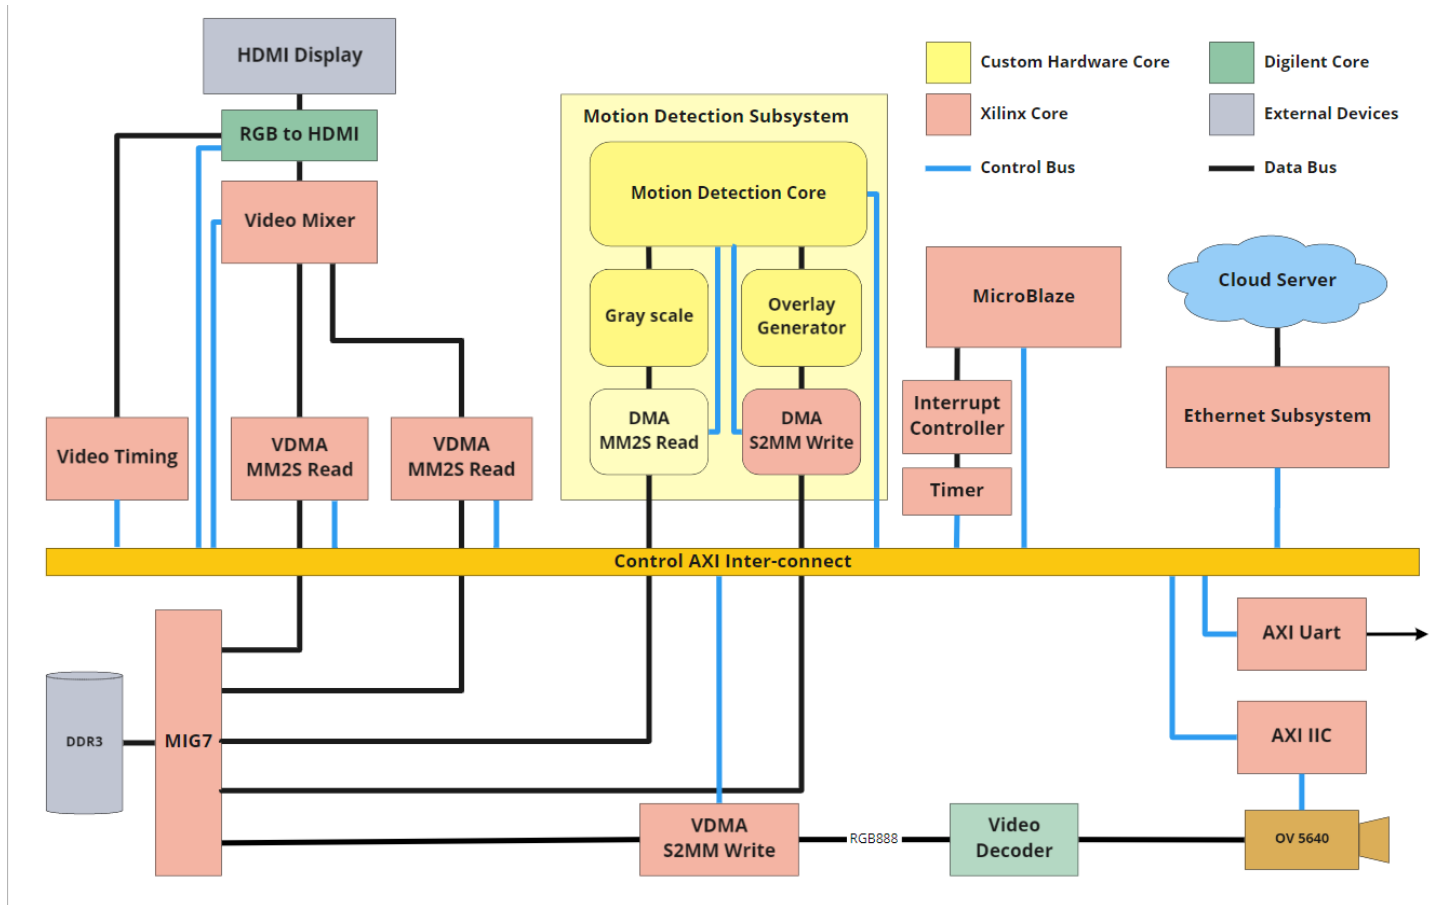 HDMI Display
RGB to HDMI
Video Mixer
Motion Detection Subsystem
Motion Detection Core
Gray scale
Overlay
Generator
DMA
MM2S Read
DMA
S2MM Write
Custom Hardware Core
Digilent Core
Xilinx Core
External Devices
Control Bus
Data Bus
MicroBlaze
Cloud Server
Interrupt
Controller
Timer
Ethernet Subsystem
Video Timing
VDMA
MM2S Read
VDMA
MM2S Read
Control AXI Inter-connect
DDR3
MIG7
AXI Uart
AXI IIC
VDMA
S2MM Write
RGB888
Video
Decoder
OV 5640